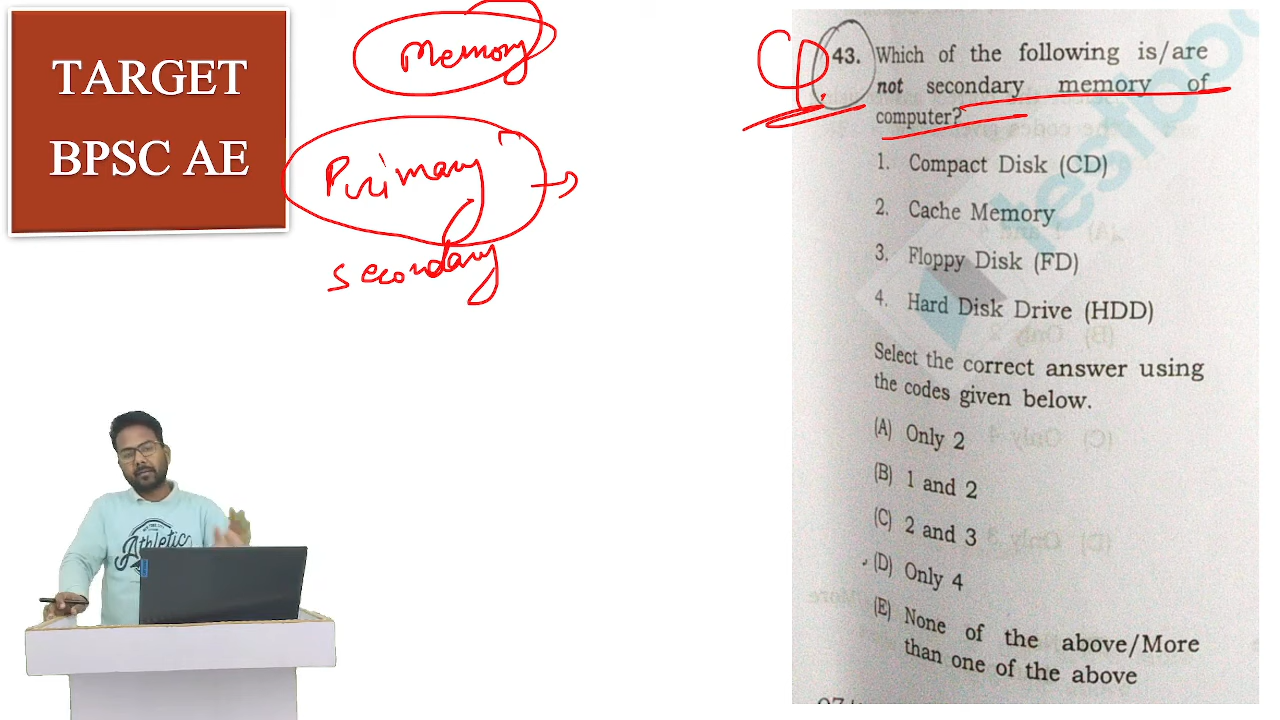 TARGET
BPSC AE
Memory
Primary
secondary
43. Which of the following is/are
not secondary memory of
computer?
1. Compact Disk (CD)
2. Cache Memory
3. Floppy Disk (FD)
4. Hard Disk Drive (HDD)
Select the correct answer using
the codes given below.
(A) Only 2
(B) 1 and 2
(C) 2 and 3
(D) Only 4
(E) None of the above/More
than one of the above
Athletic